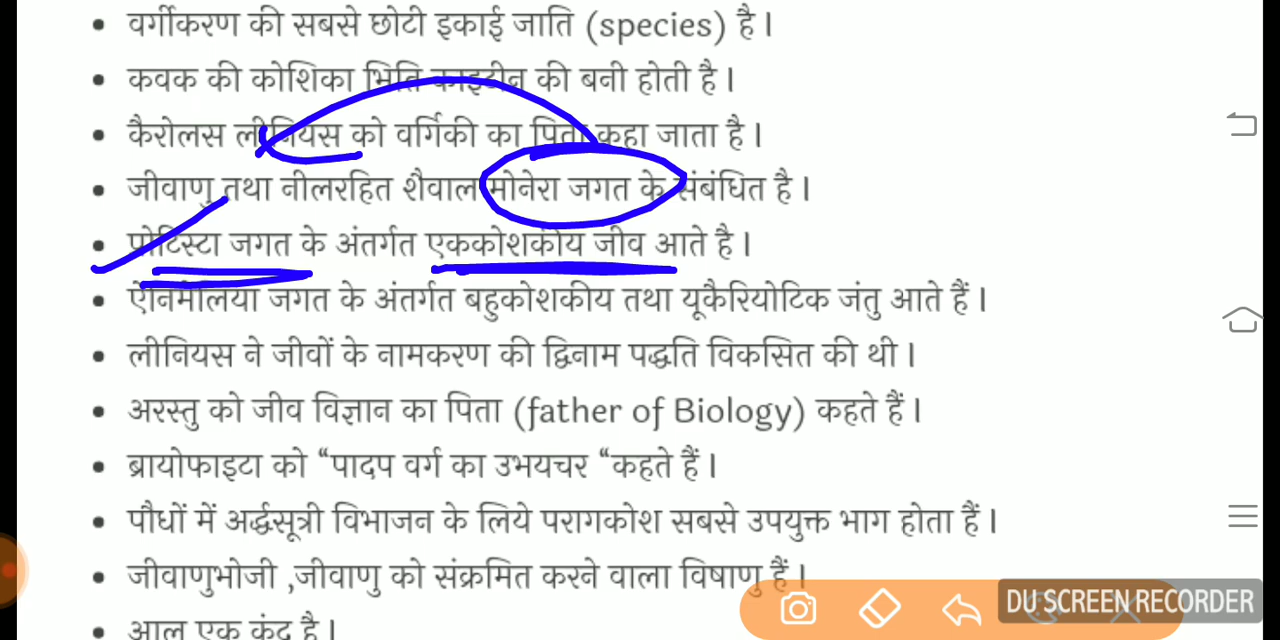 • वर्गीकरण की सबसे छोटी इकाई जाति (species) है ।
• कवक की कोशिका भिति काइटीन की बनी होती है ।
• कैरोलस लीनियस को वर्गिकी का पिता कहा जाता है ।
• जीवाणु तथा नीलरहित शैवाल मोनेरा जगत के संबंधित है ।
• प्रोटिस्टा जगत के अंतर्गत एककोशकीय जीव आते है ।
• ऐनिमेलिया जगत के अंतर्गत बहुकोशकीय तथा यूकैरियोटिक जंतु आते हैं ।
• लीनियस ने जीवों के नामकरण की द्विनाम पद्धति विकसित की थी ।
• अरस्तु को जीव विज्ञान का पिता (father of Biology) कहते हैं ।
• ब्रायोफाइटा को “पादप वर्ग का उभयचर “कहते हैं ।
• पौधों में अर्द्धसूत्री विभाजन के लिये परागकोश सबसे उपयुक्त भाग होता हैं ।
• जीवाणुभोजी ,जीवाणु को संक्रमित करने वाला विषाणु हैं ।
• आलू एक कंद है ।
DU SCREEN RECORDER